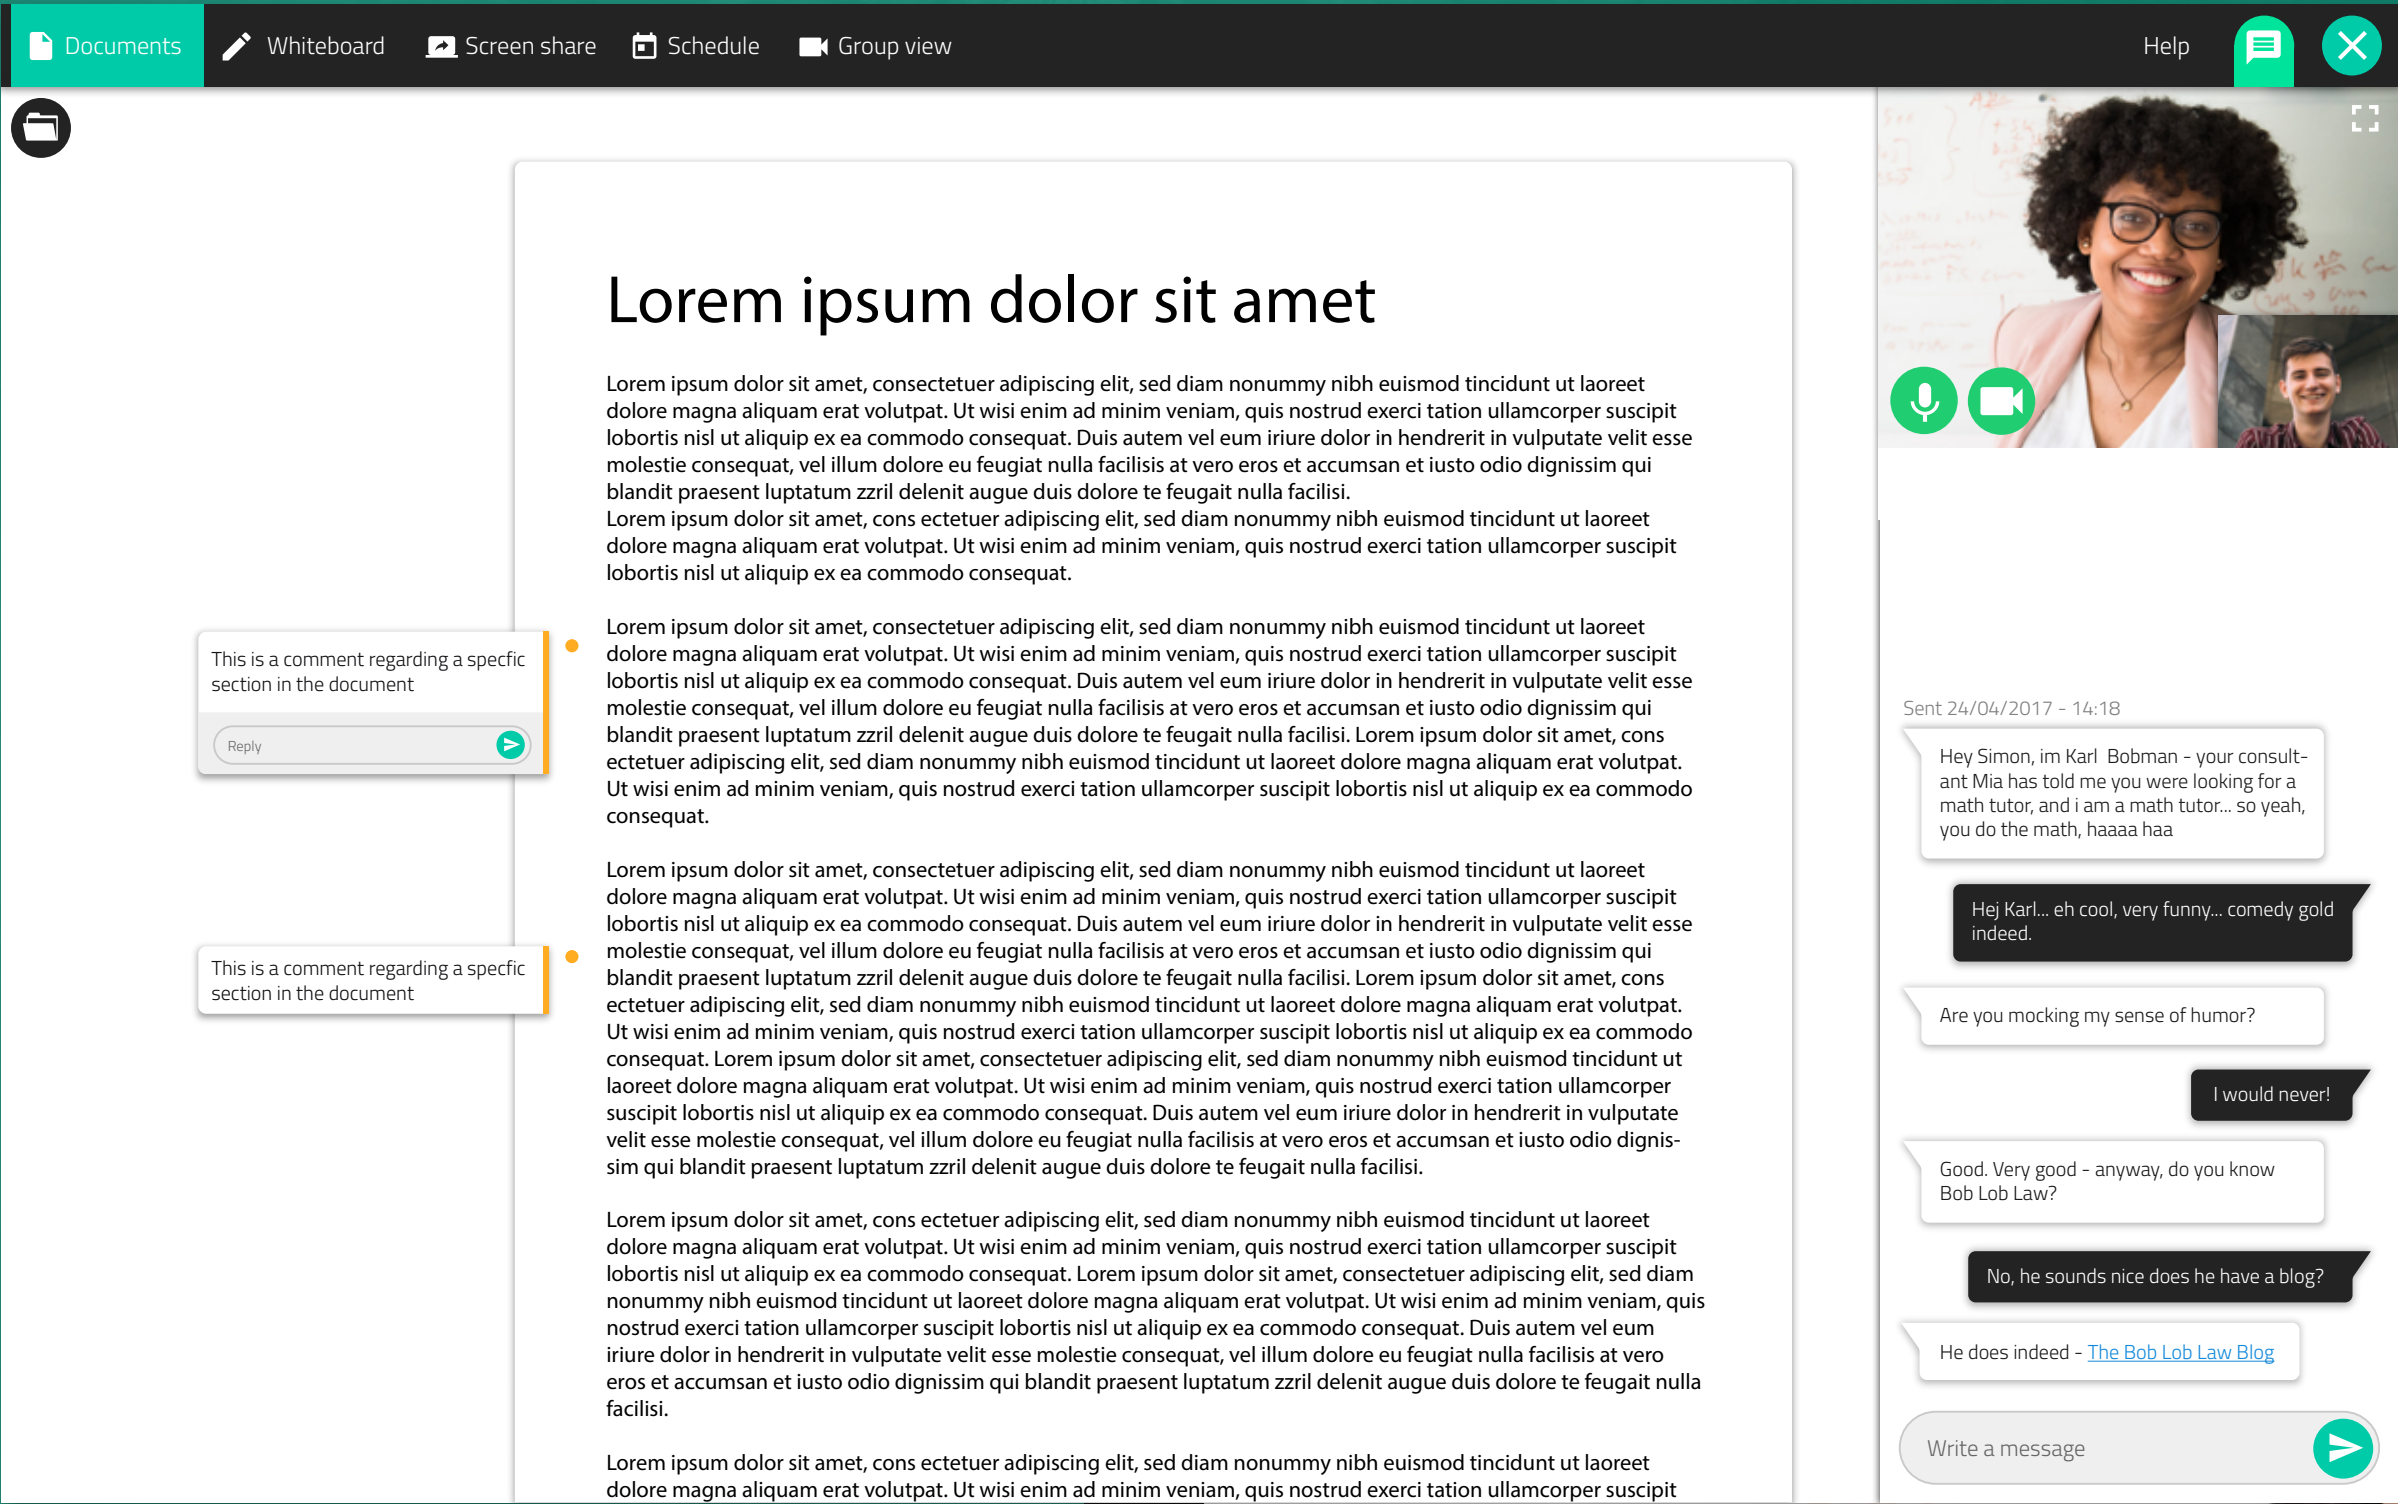 Documents
Whiteboard
Screen share
Schedule
Group view
Help
Lorem ipsum dolor sit amet
Lorem ipsum dolor sit amet, consectetuer adipiscing elit, sed diam nonummy nibh euismod tincidunt ut laoreet
dolore magna aliquam erat volutpat. Ut wisi enim ad minim veniam, quis nostrud exerci tation ullamcorper suscipit
lobortis nisl ut aliquip ex ea commodo consequat. Duis autem vel eum iriure dolor in hendrerit in vulputate velit esse
molestie consequat, vel illum dolore eu feugiat nulla facilisis at vero eros et accumsan et iusto odio dignissim qui
blandit praesent luptatum zzril delenit augue duis dolore te feugait nulla facilisi.
Lorem ipsum dolor sit amet, cons ectetuer adipiscing elit, sed diam nonummy nibh euismod tincidunt ut laoreet
dolore magna aliquam erat volutpat. Ut wisi enim ad minim veniam, quis nostrud exerci tation ullamcorper suscipit
lobortis nisl ut aliquip ex ea commodo consequat.
Lorem ipsum dolor sit amet, consectetuer adipiscing elit, sed diam nonummy nibh euismod tincidunt ut laoreet
dolore magna aliquam erat volutpat. Ut wisi enim ad minim veniam, quis nostrud exerci tation ullamcorper suscipit
lobortis nisl ut aliquip ex ea commodo consequat. Duis autem vel eum iriure dolor in hendrerit in vulputate velit esse
molestie consequat, vel illum dolore eu feugiat nulla facilisis at vero eros et accumsan et iusto odio dignissim qui
blandit praesent luptatum zzril delenit augue duis dolore te feugait nulla facilisi. Lorem ipsum dolor sit amet, cons
ectetuer adipiscing elit, sed diam nonummy nibh euismod tincidunt ut laoreet dolore magna aliquam erat volutpat.
Ut wisi enim ad minim veniam, quis nostrud exerci tation ullamcorper suscipit lobortis nisl ut aliquip ex ea commodo
consequat.
Lorem ipsum dolor sit amet, consectetuer adipiscing elit, sed diam nonummy nibh euismod tincidunt ut laoreet
dolore magna aliquam erat volutpat. Ut wisi enim ad minim veniam, quis nostrud exerci tation ullamcorper suscipit
lobortis nisl ut aliquip ex ea commodo consequat. Duis autem vel eum iriure dolor in hendrerit in vulputate velit esse
molestie consequat, vel illum dolore eu feugiat nulla facilisis at vero eros et accumsan et iusto odio dignissim qui
blandit praesent luptatum zzril delenit augue duis dolore te feugait nulla facilisi. Lorem ipsum dolor sit amet, cons
ectetuer adipiscing elit, sed diam nonummy nibh euismod tincidunt ut laoreet dolore magna aliquam erat volutpat.
Ut wisi enim ad minim veniam, quis nostrud exerci tation ullamcorper suscipit lobortis nisl ut aliquip ex ea commodo
consequat. Lorem ipsum dolor sit amet, consectetuer adipiscing elit, sed diam nonummy nibh euismod tincidunt ut
laoreet dolore magna aliquam erat volutpat. Ut wisi enim ad minim veniam, quis nostrud exerci tation ullamcorper
suscipit lobortis nisl ut aliquip ex ea commodo consequat. Duis autem vel eum iriure dolor in hendrerit in vulputate
velit esse molestie consequat, vel illum dolore eu feugiat nulla facilisis at vero eros et accumsan et iusto odio dignis-
sim qui blandit praesent luptatum zzril delenit augue duis dolore te feugait nulla facilisi.
Lorem ipsum dolor sit amet, cons ectetuer adipiscing elit, sed diam nonummy nibh euismod tincidunt ut laoreet
dolore magna aliquam erat volutpat. Ut wisi enim ad minim veniam, quis nostrud exerci tation ullamcorper suscipit
lobortis nisl ut aliquip ex ea commodo consequat. Lorem ipsum dolor sit amet, consectetuer adipiscing elit, sed diam
nonummy nibh euismod tincidunt ut laoreet dolore magna aliquam erat volutpat. Ut wisi enim ad minim veniam, quis
nostrud exerci tation ullamcorper suscipit lobortis nisl ut aliquip ex ea commodo consequat. Duis autem vel eum
iriure dolor in hendrerit in vulputate velit esse molestie consequat, vel illum dolore eu feugiat nulla facilisis at vero
eros et accumsan et iusto odio dignissim qui blandit praesent luptatum zzril delenit augue duis dolore te feugait nulla
facilisi.
Lorem ipsum dolor sit amet, cons ectetuer adipiscing elit, sed diam nonummy nibh euismod tincidunt ut laoreet
dolore magna aliquam erat volutpat. Ut wisi enim ad minim veniam, quis nostrud exerci tation ullamcorper suscipit
This is a comment regarding a specfic
section in the document
Reply
This is a comment regarding a specfic
section in the document
Sent 24/04/2017 - 14:18
Hey Simon, im Karl Bobman - your consult-
ant Mia has told me you were looking for a
math tutor, and i am a math tutor... so yeah,
you do the math, haaaa haa
Hej Karl... eh cool, very funny... comedy gold
indeed.
Are you mocking my sense of humor?
I would never!
Good. Very good - anyway, do you know
Bob Lob Law?
No, he sounds nice does he have a blog?
He does indeed - The Bob Lob Law Blog
Write a message